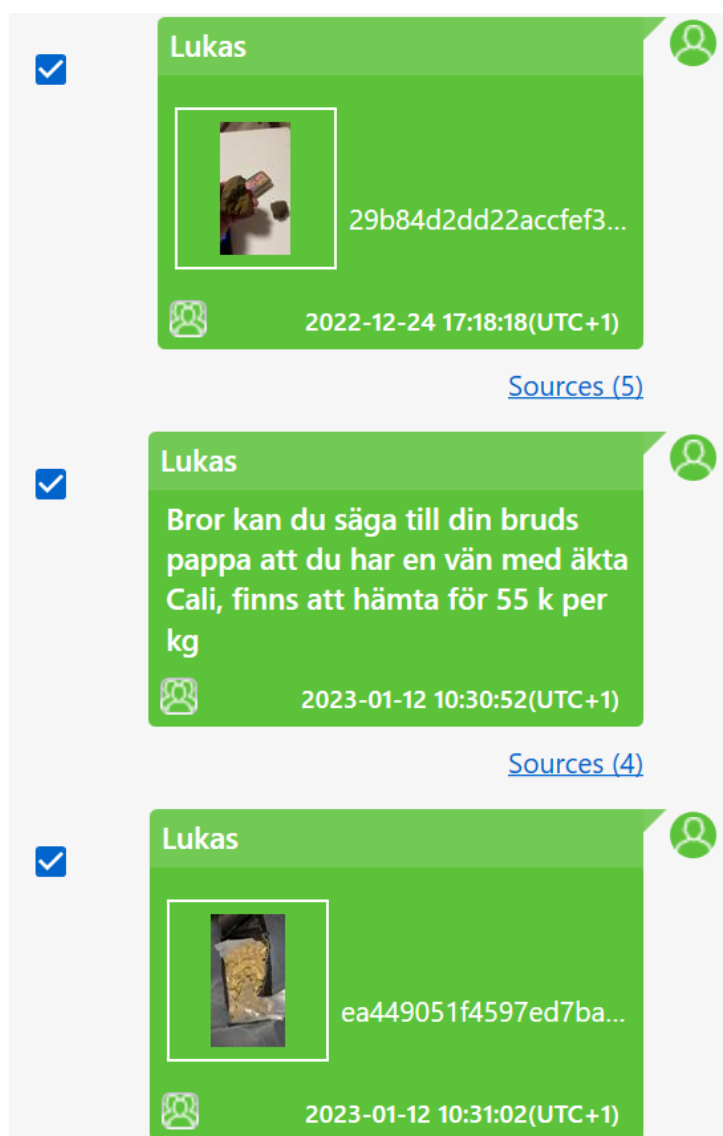 Lukas
29b84d2dd22accfef3...
2022-12-24 17:18:18(UTC+1)
Sources (5)
Lukas
Bror kan du säga till din bruds
pappa att du har en vän med äkta
Cali, finns att hämta för 55 k per
kg
2023-01-12 10:30:52(UTC+1)
Sources (4)
Lukas
ea449051f4597ed7ba...
2023-01-12 10:31:02(UTC+1)